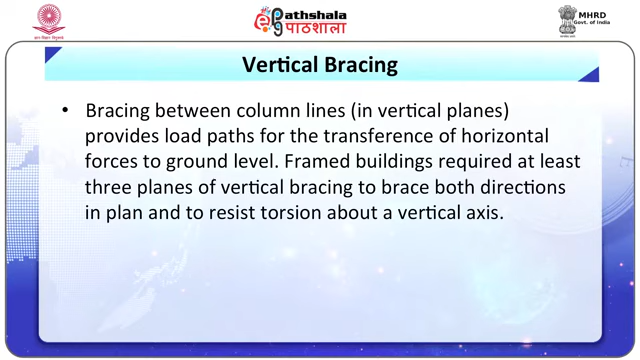 ePathshala
पाठशाला
MHRD
Govt. of India
Vertical Bracing
• Bracing between column lines (in vertical planes)
provides load paths for the transference of horizontal
forces to ground level. Framed buildings required at least
three planes of vertical bracing to brace both directions
in plan and to resist torsion about a vertical axis.